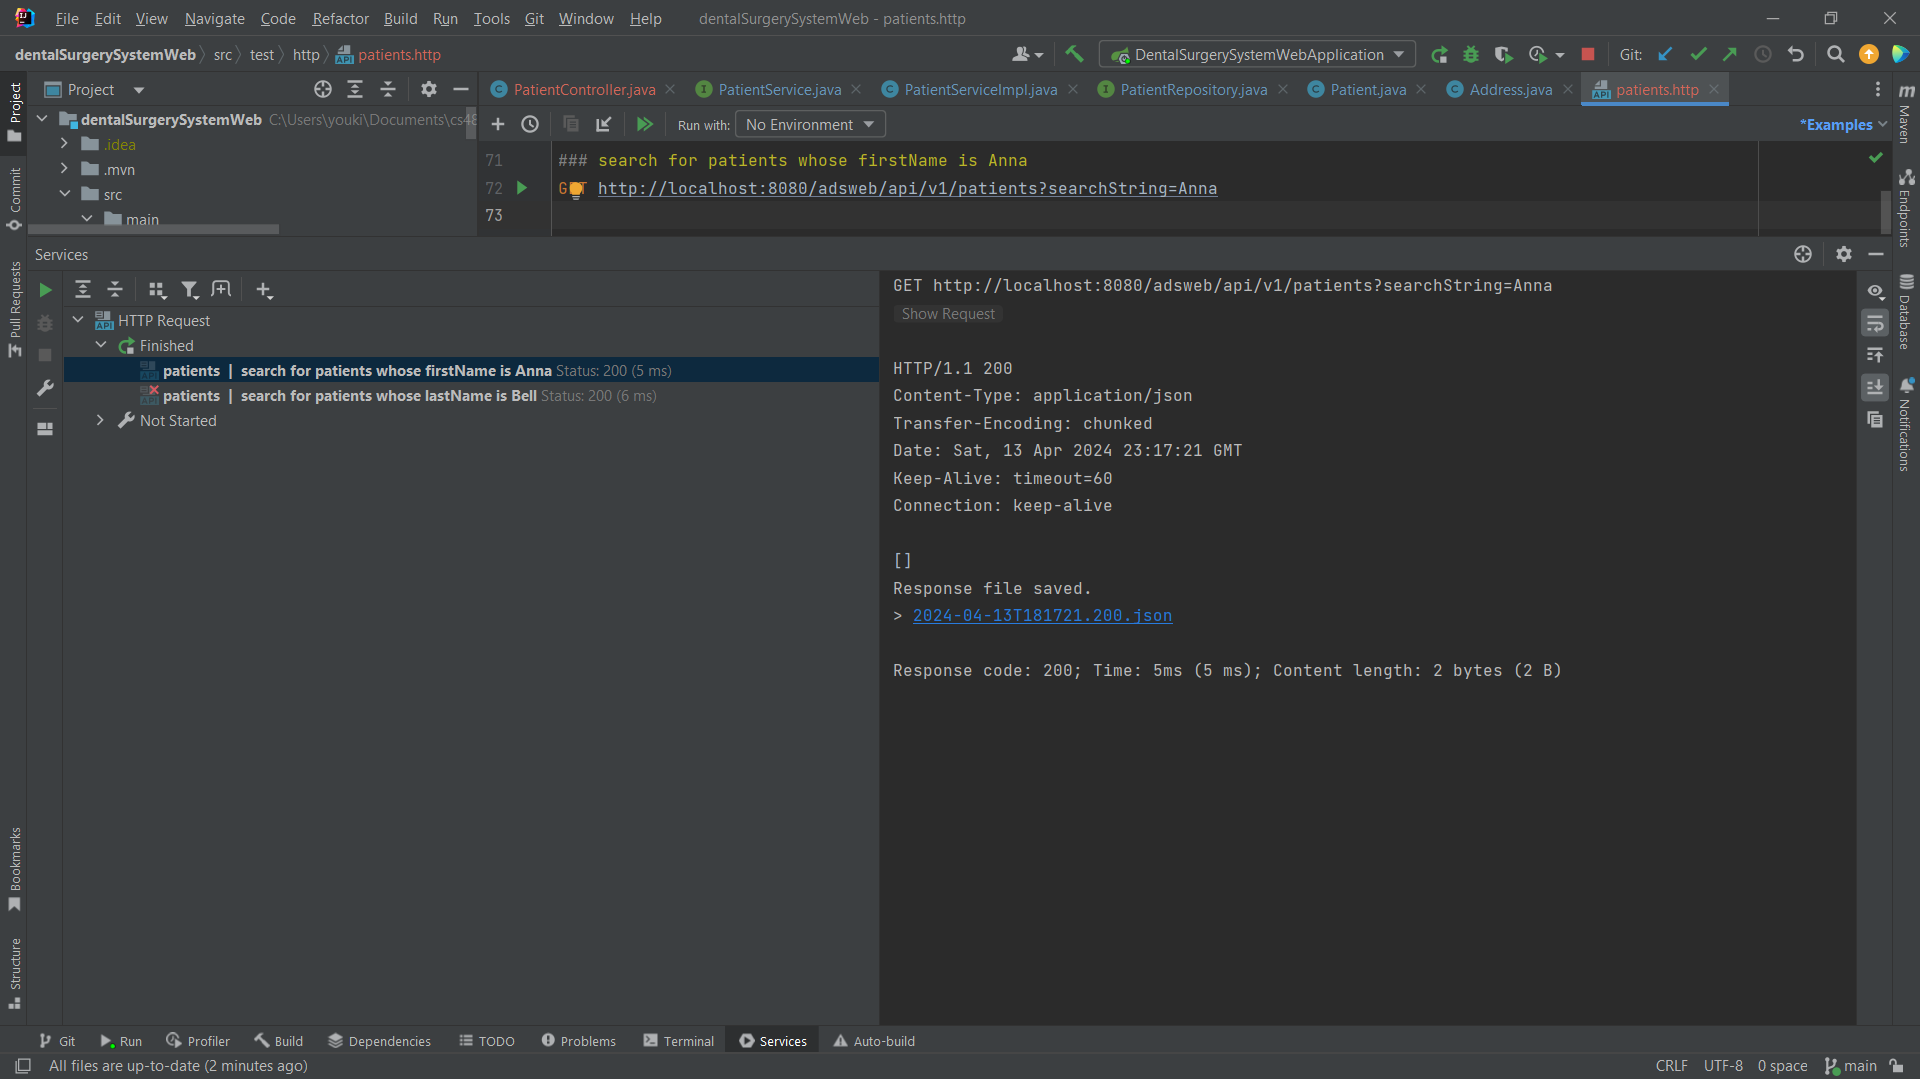 File Edit View Navigate Code Refactor Build Run Tools Git Window Help dentalSurgerySystemWeb - patients.http
dentalSurgerySystemWeb src test http patients.http DentalSurgerySystemWebApplication Git:
Project PatientController.java PatientService.java PatientServiceImpl.java PatientRepository.java Patient.java Address.java patients.http
dentalSurgerySystemWeb C:\Users\youki\Documents\cs48
Run with: No Environment *Examples
.idea
.mvn
src
main
71 ### search for patients whose firstName is Anna
72 GET http://localhost:8080/adsweb/api/v1/patients?searchString=Anna
73
Services
HTTP Request
Finished
patients | search for patients whose firstName is Anna Status: 200 (5 ms)
patients | search for patients whose lastName is Bell Status: 200 (6 ms)
Not Started
GET http://localhost:8080/adsweb/api/v1/patients?searchString=Anna
Show Request
HTTP/1.1 200
Content-Type: application/json
Transfer-Encoding: chunked
Date: Sat, 13 Apr 2024 23:17:21 GMT
Keep-Alive: timeout=60
Connection: keep-alive
[]
Response file saved.
> 2024-04-13T181721.200.json
Response code: 200; Time: 5ms (5 ms); Content length: 2 bytes (2 B)
Project
Commit
Pull Requests
Bookmarks
Structure
Maven
Endpoints
Database
Notifications
Git Run Profiler Build Dependencies TODO Problems Terminal Services Auto-build
All files are up-to-date (2 minutes ago) CRLF UTF-8 0 space main